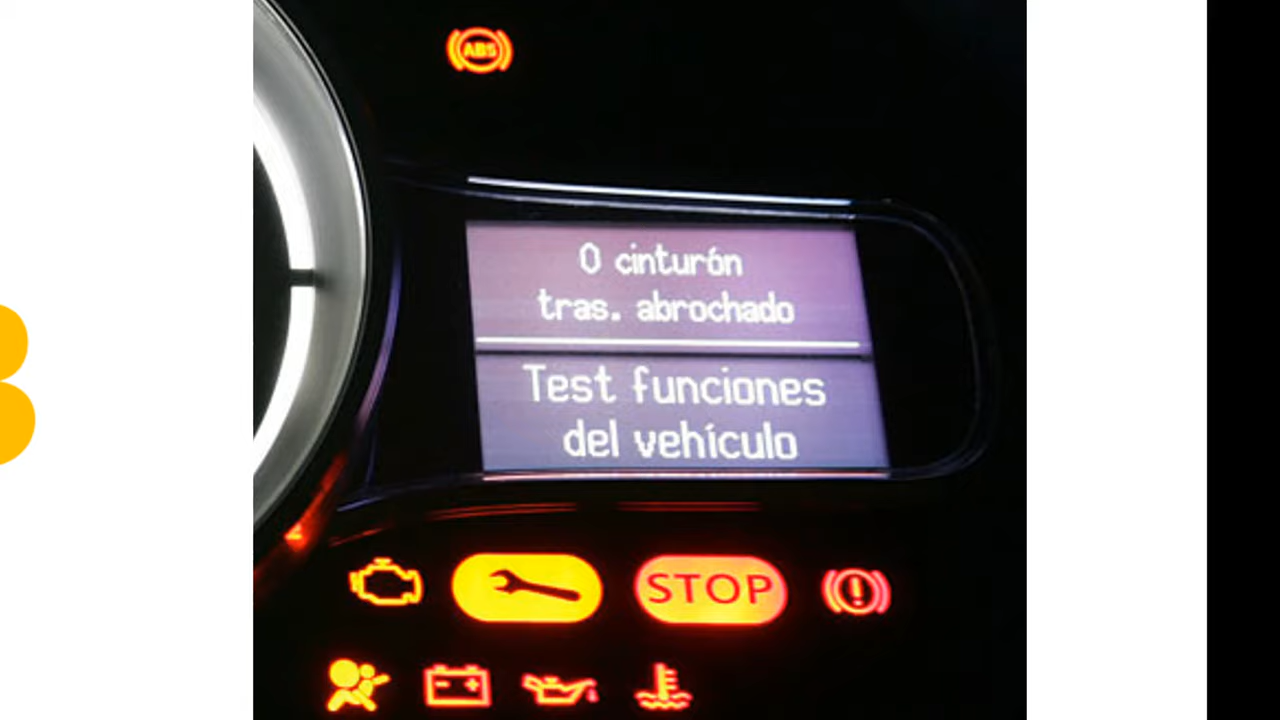 ABS
0 cinturón
tras. abrochado
Test funciones
del vehículo
STOP